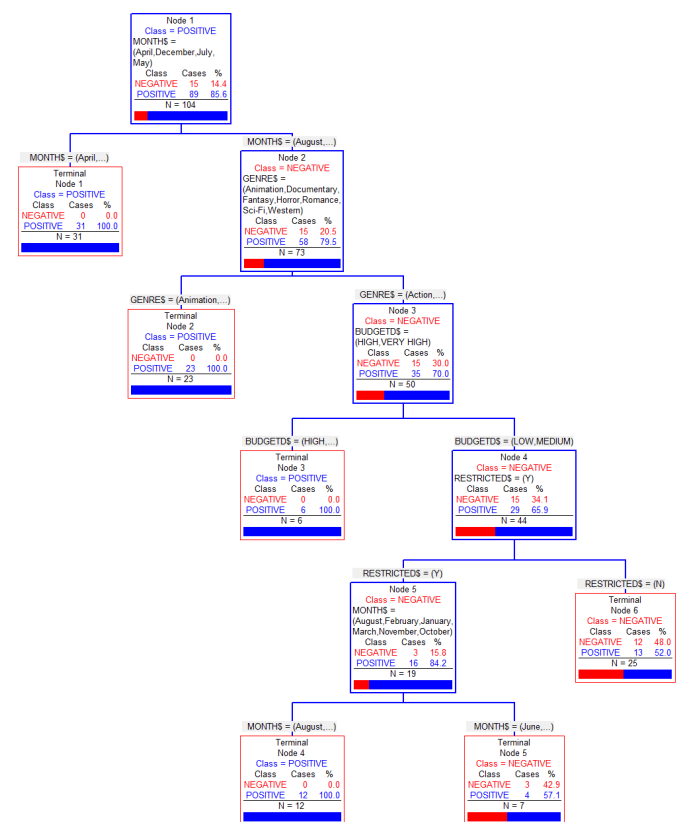 Node 1
Class = POSITIVE
MONTH$ =
(April,December,July,
May)
Class Cases %
NEGATIVE 15 14.4
POSITIVE 89 85.6
N = 104
MONTH$ = (April,...)
Terminal
Node 1
Class = POSITIVE
Class Cases %
NEGATIVE 0 0.0
POSITIVE 31 100.0
N = 31
MONTH$ = (August,...)
Node 2
Class = NEGATIVE
GENRE$ =
(Animation,Documentary,
Fantasy,Horror,Romance,
Sci-Fi,Western)
Class Cases %
NEGATIVE 15 20.5
POSITIVE 58 79.5
N = 73
GENRE$ = (Animation,...)
Terminal
Node 2
Class = POSITIVE
Class Cases %
NEGATIVE 0 0.0
POSITIVE 23 100.0
N = 23
GENRE$ = (Action,...)
Node 3
Class = NEGATIVE
BUDGETD$ =
(HIGH,VERY HIGH)
Class Cases %
NEGATIVE 15 30.0
POSITIVE 35 70.0
N = 50
BUDGETD$ = (HIGH,...)
Terminal
Node 3
Class = POSITIVE
Class Cases %
NEGATIVE 0 0.0
POSITIVE 6 100.0
N = 6
BUDGETD$ = (LOW,MEDIUM)
Node 4
Class = NEGATIVE
RESTRICTED$ = (Y)
Class Cases %
NEGATIVE 15 34.1
POSITIVE 29 65.9
N = 44
RESTRICTED$ = (Y)
Node 5
Class = NEGATIVE
MONTH$ =
(August,February,January,
March,November,October)
Class Cases %
NEGATIVE 3 15.8
POSITIVE 16 84.2
N = 19
RESTRICTED$ = (N)
Terminal
Node 6
Class = NEGATIVE
Class Cases %
NEGATIVE 12 48.0
POSITIVE 13 52.0
N = 25
MONTH$ = (August,...)
Terminal
Node 4
Class = POSITIVE
Class Cases %
NEGATIVE 0 0.0
POSITIVE 12 100.0
N = 12
MONTH$ = (June,...)
Terminal
Node 5
Class = NEGATIVE
Class Cases %
NEGATIVE 3 42.9
POSITIVE 4 57.1
N = 7